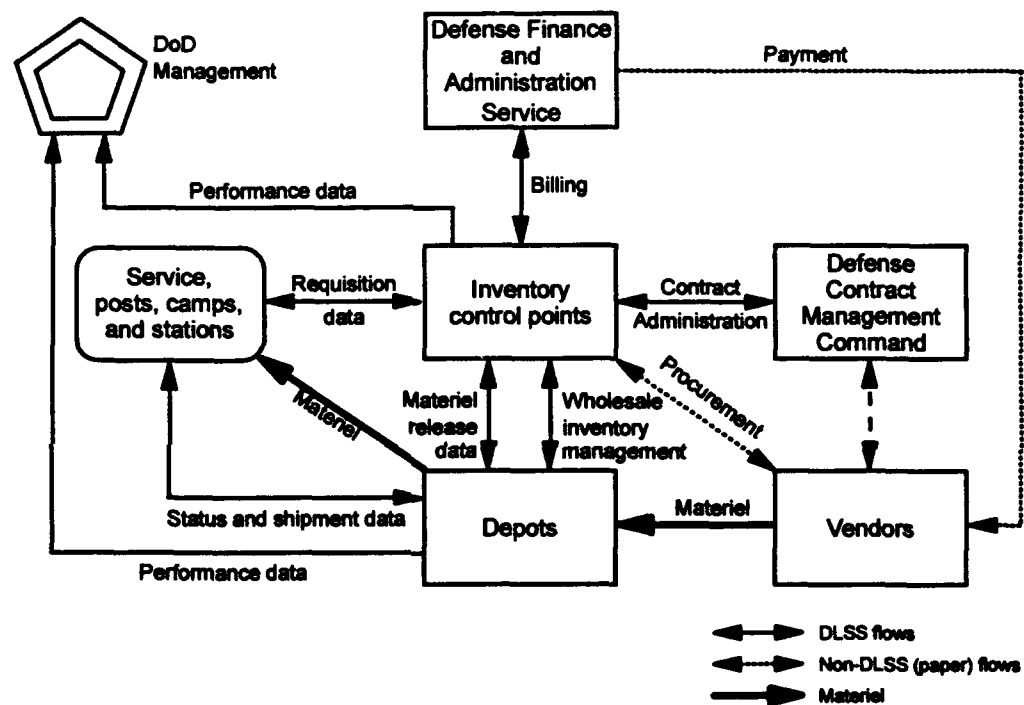 DoD
Management
Defense Finance
and
Administration
Service
Payment
Billing
Performance data
Service,
posts, camps,
and stations
Requisition
data
Inventory
control points
Contract
Administration
Defense
Contract
Management
Command
Materiel
Materiel
release
data
Wholesale
inventory
management
Procurement
Status and shipment data
Depots
Materiel
Vendors
Performance data
DLSS flows
Non-DLSS (paper) flows
Materiel